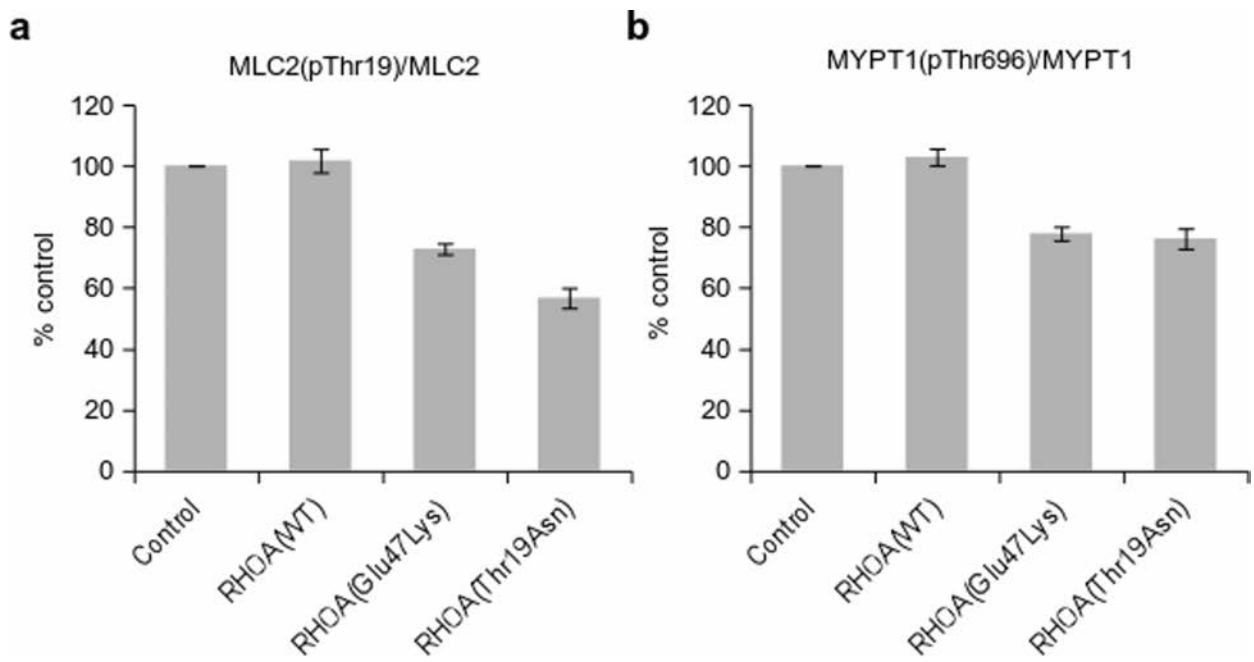 a
MLC2(pThr19)/MLC2
% control
120
100
80
60
40
20
0
Control
RHOA(WT)
RHOA(Glu47Lys)
RHOA(Thr19Asn)
b
MYPT1(pThr696)/MYPT1
% control
120
100
80
60
40
20
0
Control
RHOA(WT)
RHOA(Glu47Lys)
RHOA(Thr19Asn)